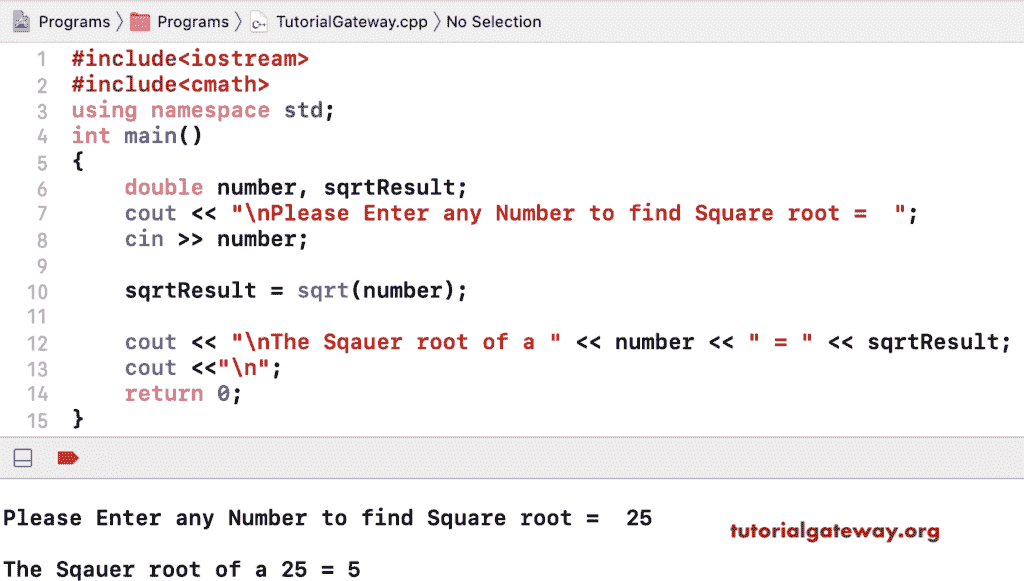 Programs 〉 Programs 〉 TutorialGateway.cpp 〉 No Selection
1 #include<iostream>
2 #include<cmath>
3 using namespace std;
4 int main()
5 {
6     double number, sqrtResult;
7     cout << "\nPlease Enter any Number to find Square root =  ";
8     cin >> number;
9
10     sqrtResult = sqrt(number);
11
12     cout << "\nThe Sqauer root of a " << number << " = " << sqrtResult;
13     cout <<"\n";
14     return 0;
15 }
Please Enter any Number to find Square root =  25
tutorialgateway.org
The Sqauer root of a 25 = 5